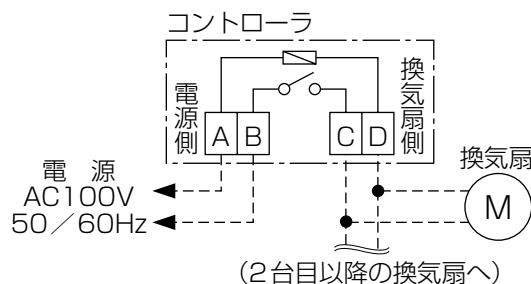 コントローラ
電源側
A B
C D
換気扇側
電 源
AC100V
50／60Hz
換気扇
M
(２台目以降の換気扇へ)